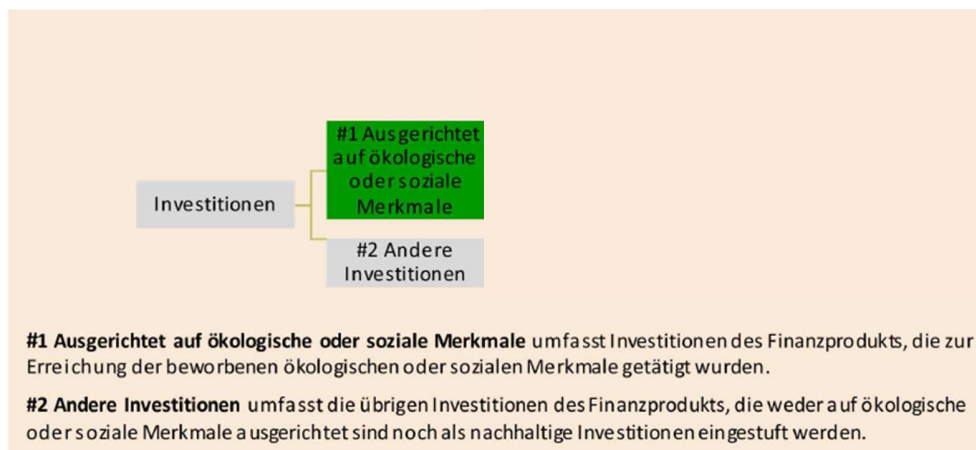 #1 Ausgerichtet
auf ökologische
oder soziale
Merkmale
Investitionen
#2 Andere
Investitionen
#1 Ausgerichtet auf ökologische oder soziale Merkmale umfasst Investitionen des Finanzprodukts, die zur
Erreichung der beworbenen ökologischen oder sozialen Merkmale getätigt wurden.
#2 Andere Investitionen umfasst die übrigen Investitionen des Finanzprodukts, die weder auf ökologische
oder soziale Merkmale ausgerichtet sind noch als nachhaltige Investitionen eingestuft werden.